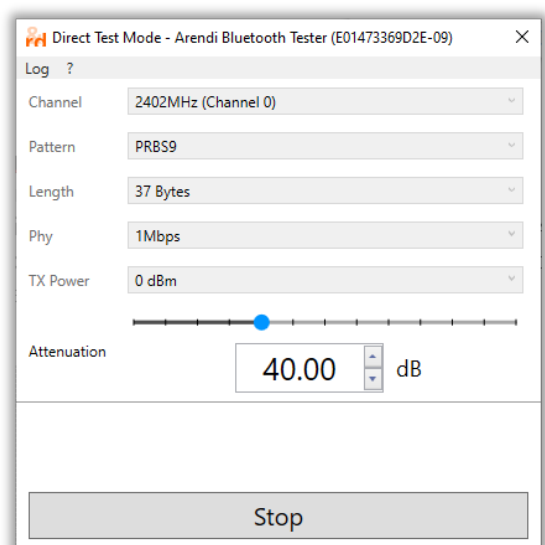 Direct Test Mode - Arendi Bluetooth Tester (E01473369D2E-09)
Log ?
Channel 2402MHz (Channel 0)
Pattern PRBS9
Length 37 Bytes
Phy 1Mbps
TX Power 0 dBm
Attenuation 40.00 dB
Stop